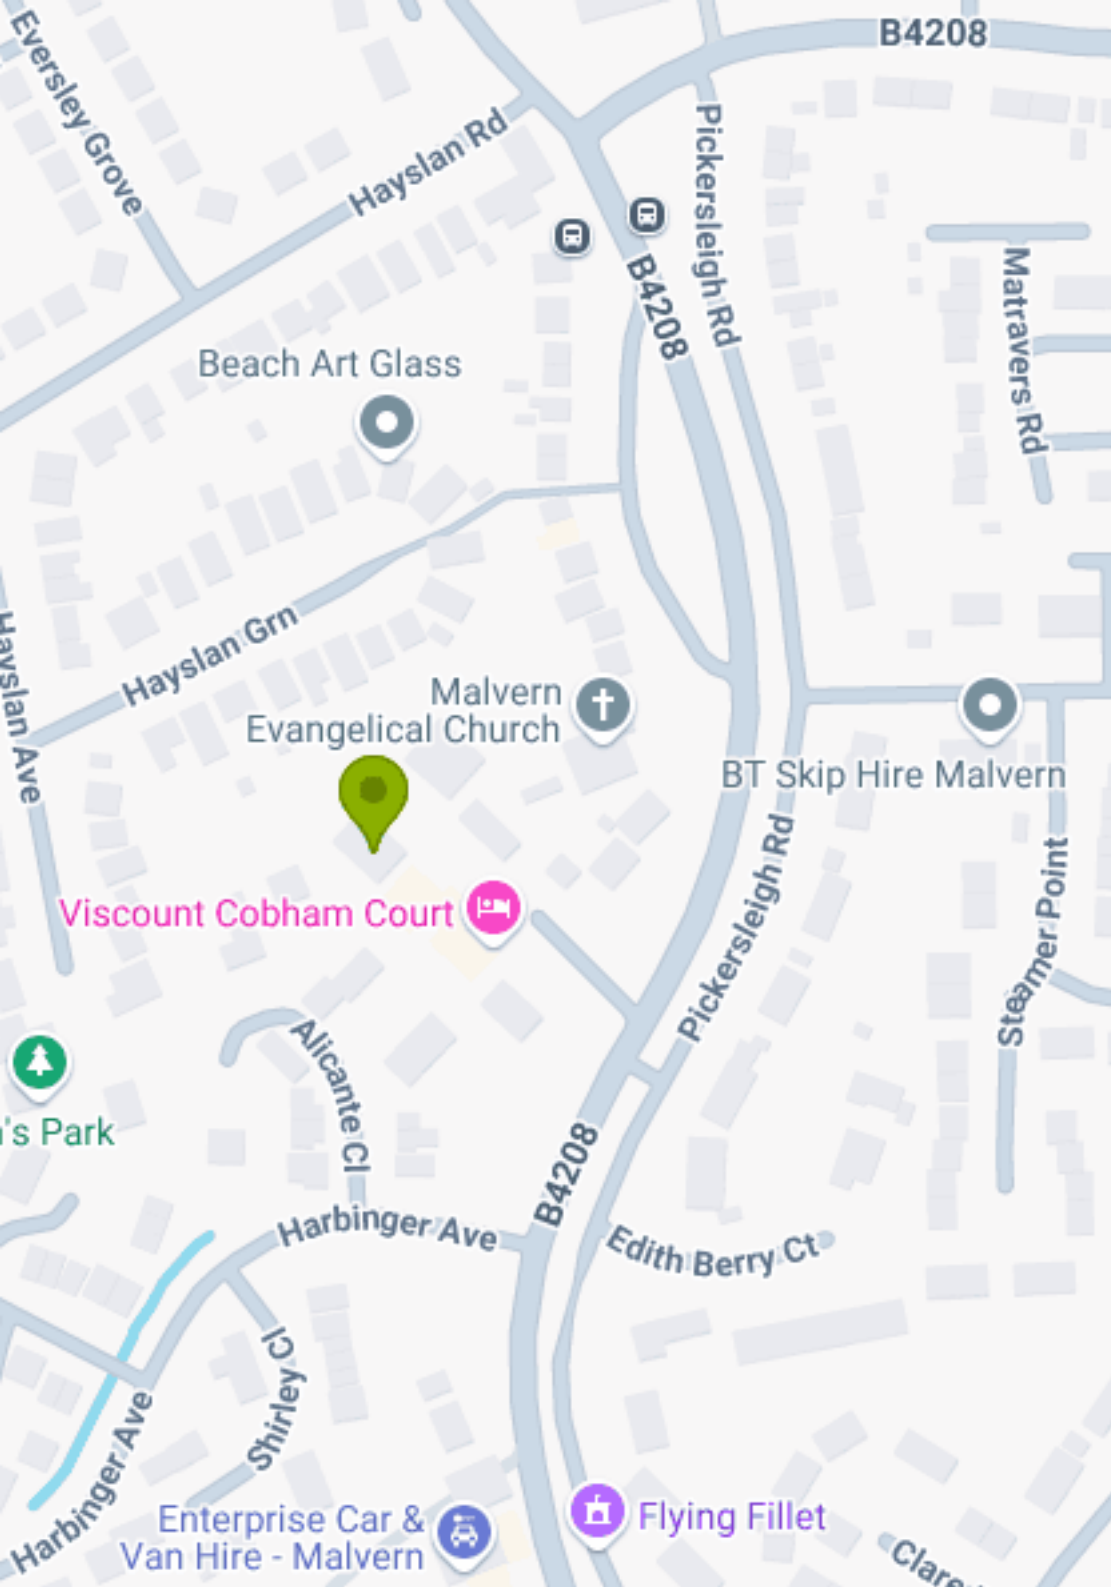 B4208
Eversley Grove
Hayslan Rd
Pickersleigh Rd
B4208
Matravers Rd
Beach Art Glass
Hayslan Grn
Hayslan Ave
Malvern
Evangelical Church
BT Skip Hire Malvern
Pickersleigh Rd
Steamer Point
Viscount Cobham Court
Alicante Cl
's Park
B4208
Harbinger Ave
Edith Berry Ct
Shirley Cl
Harbinger Ave
Enterprise Car &
Van Hire - Malvern
Flying Fillet
Clare